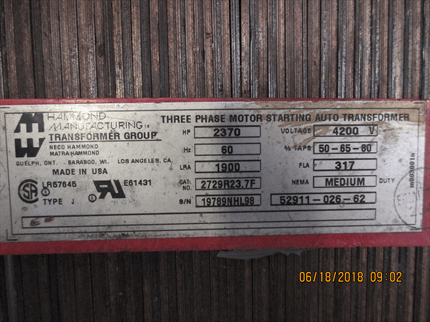 HAMMOND
MANUFACTURING
TRANSFORMER GROUP
NECO HAMMOND
MATRA HAMMOND
GUELPH, ONT. BARABOO, WI. LOS ANGELES, CA.
MADE IN USA
LR57645 E61431
TYPE J
THREE PHASE MOTOR STARTING AUTO TRANSFORMER
HP 2370 VOLTAGE 4200 V
Hz 60 % TAPS 50-65-80
LRA 1900 FLA 317
CAT. NO. 2729R23.7F NEMA MEDIUM DUTY
S/N 19789NHL98 52911-026-62
06/18/2018 09:02